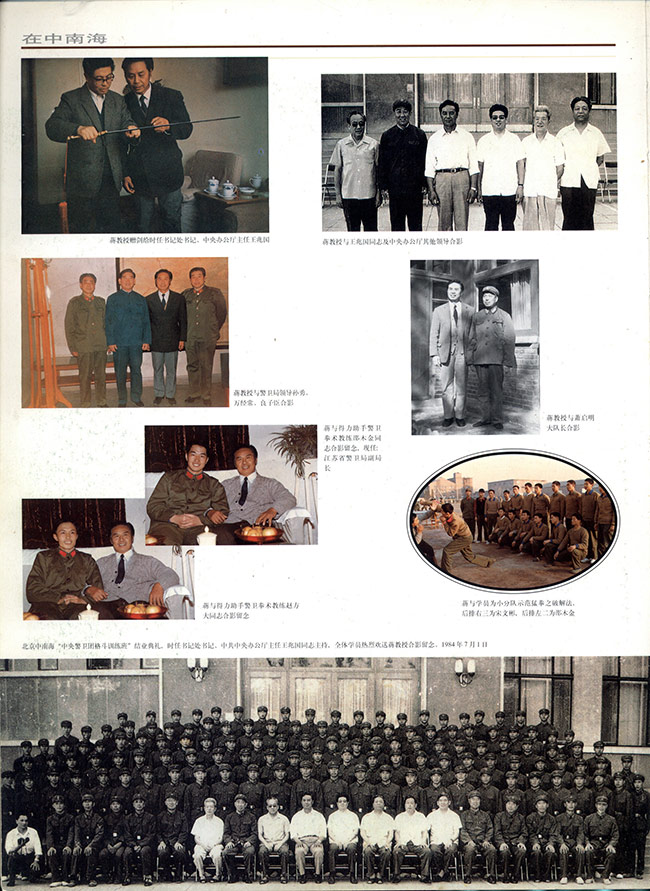 在中南海
蒋教授赠剑给时任书记处书记、中央办公厅主任王兆国
蒋教授与王兆国同志及中央办公厅其他领导合影
蒋教授与警卫局领导孙勇、
万经常、良子臣合影
蒋教授与萧启明
大队长合影
蒋与得力助手警卫
拳术教练邵木金同
志合影留念，现任:
江苏省警卫局副局
长
蒋与得力助手警卫拳术教练赵方
大同志合影留念
蒋与学员为小分队示范猛拳之破解法，
后排右三为宋文彬，后排左二为邵木金
北京中南海“中央警卫团格斗训练班”结业典礼，时任书记处书记、中共中央办公厅主任王兆国同志主持，全体学员热烈欢送蒋教授合影留念。1984年7月1日